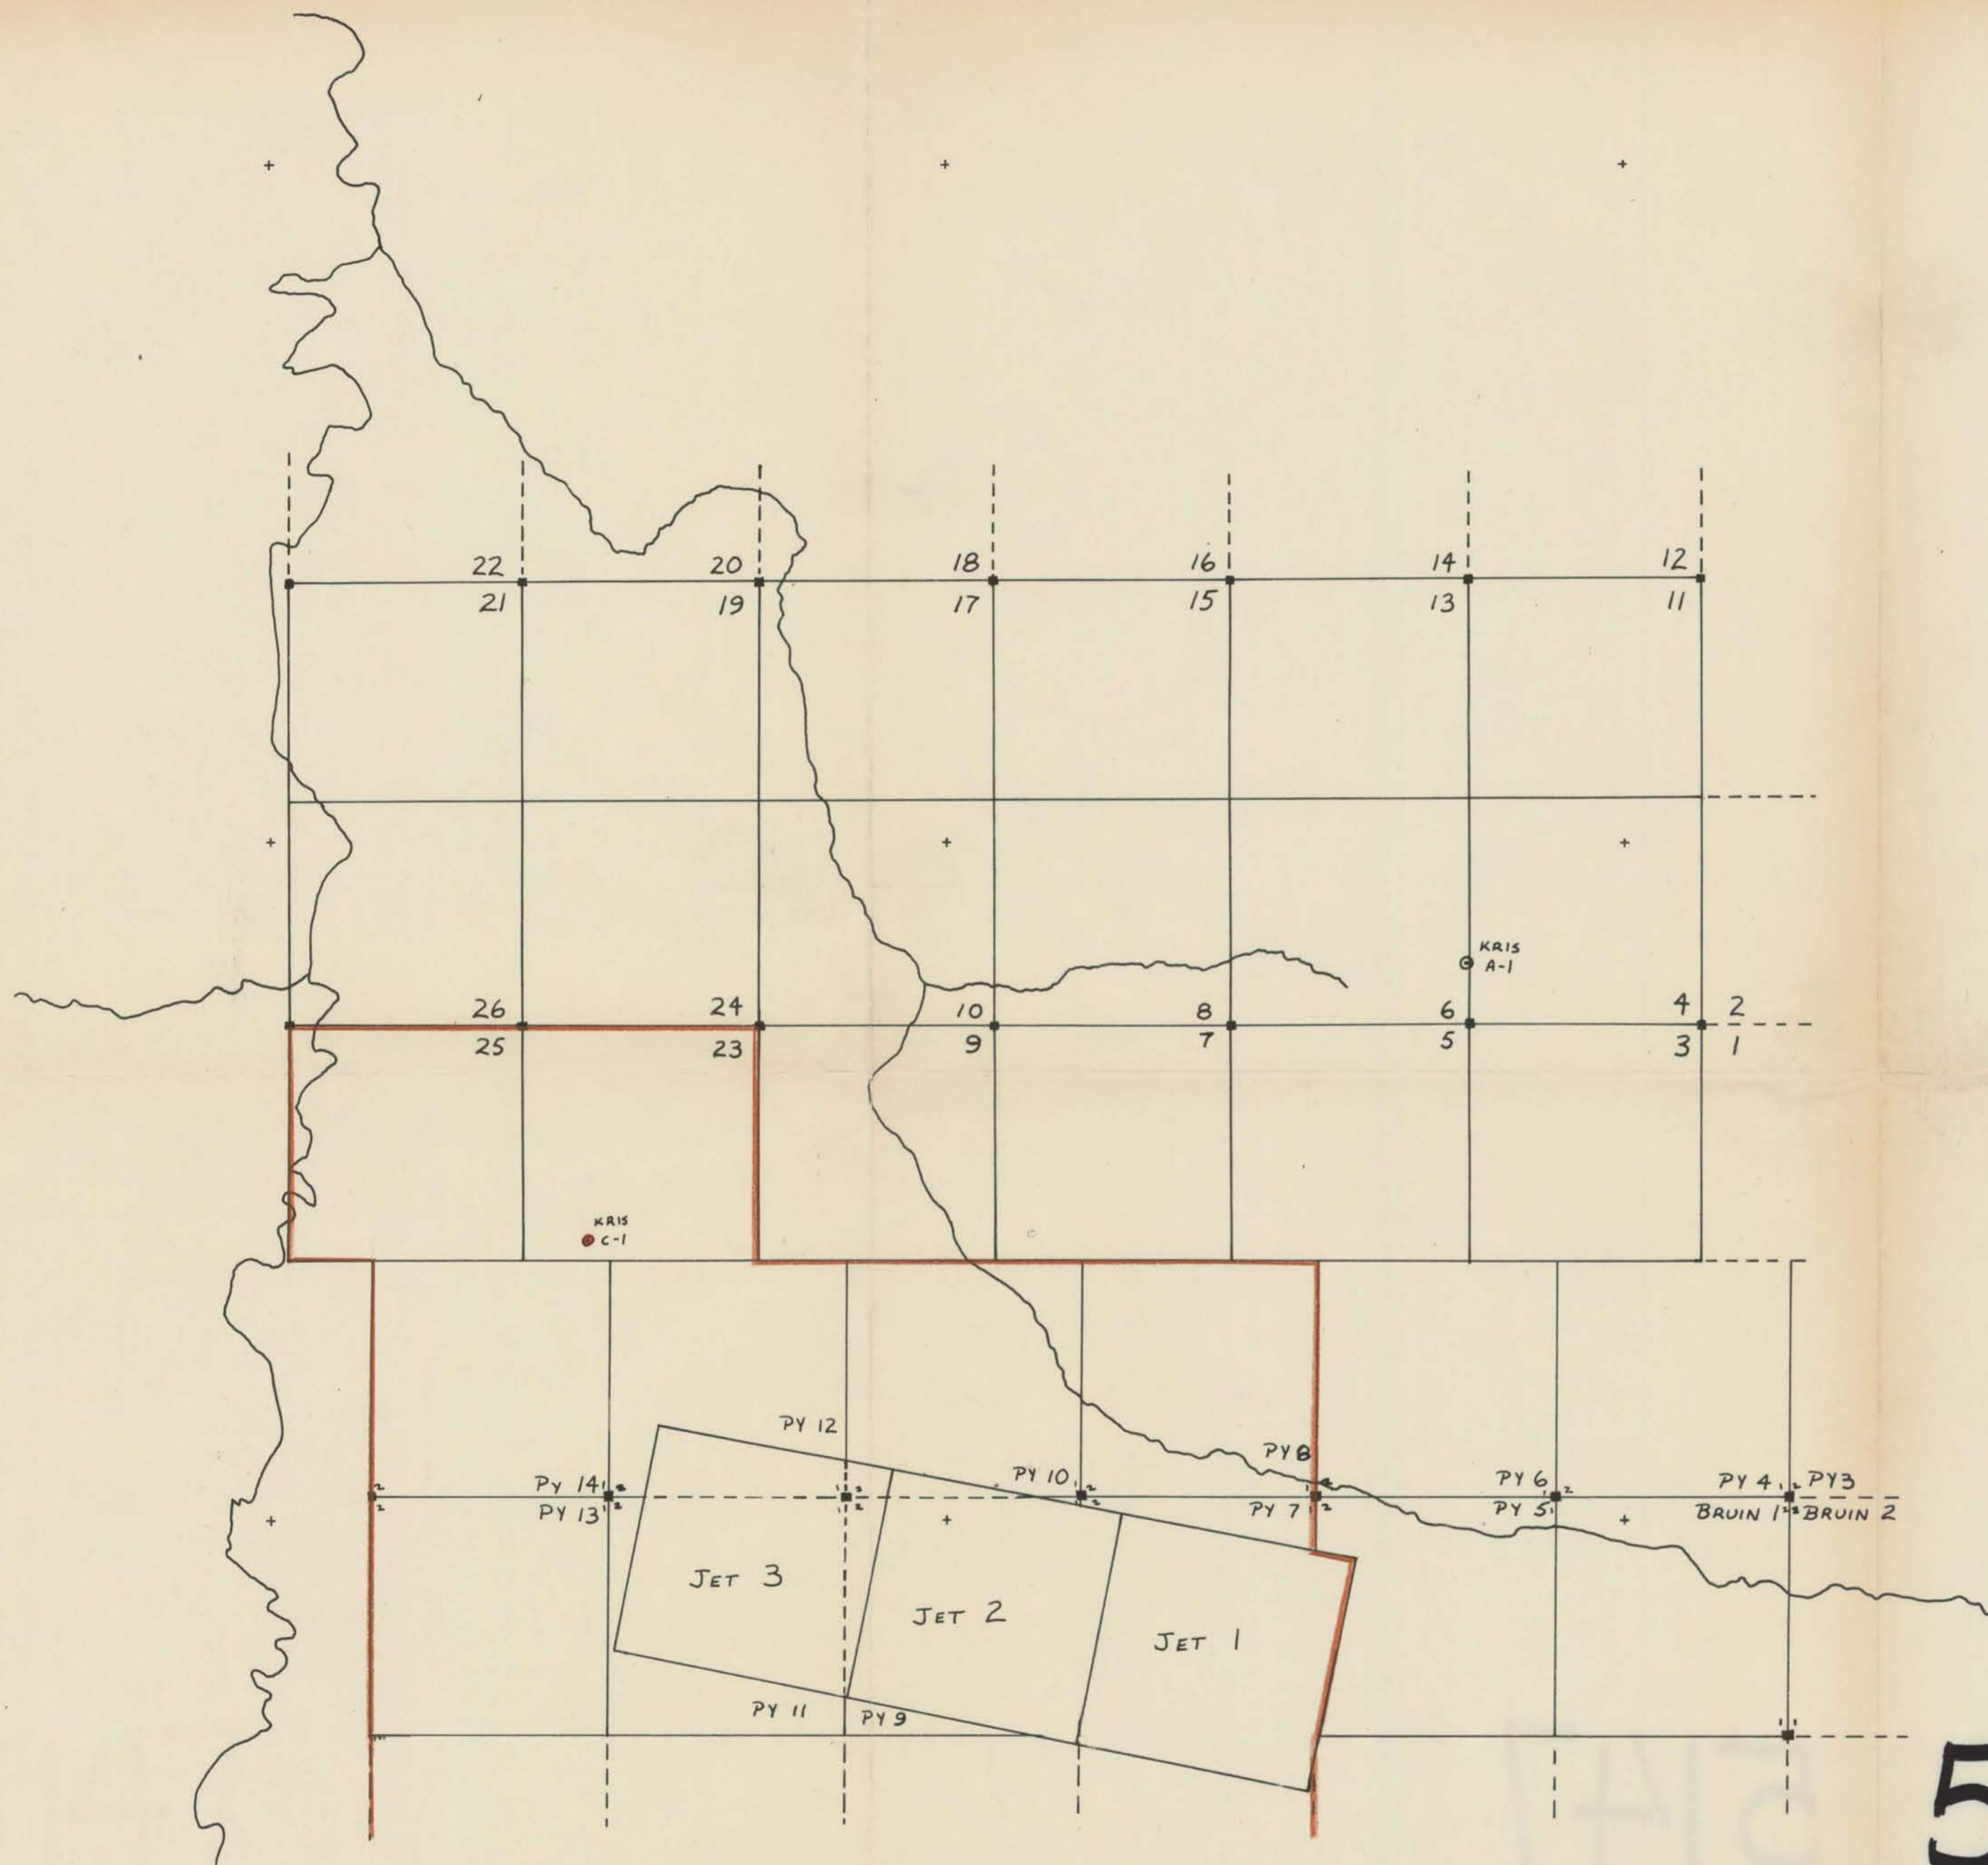 22 20 18 16 14 12
21 19 17 15 13 11
KRIS
A-1
26 24 10 8 6 4 2
25 23 9 7 5 3 1
KRIS
C-1
PY 12
PY 8
PY 14 PY 10 PY 6 PY 4 PY3
PY 13 PY 7 PY 5 BRUIN 1 BRUIN 2
JET 3
JET 2
JET 1
PY 11 PY 9
5